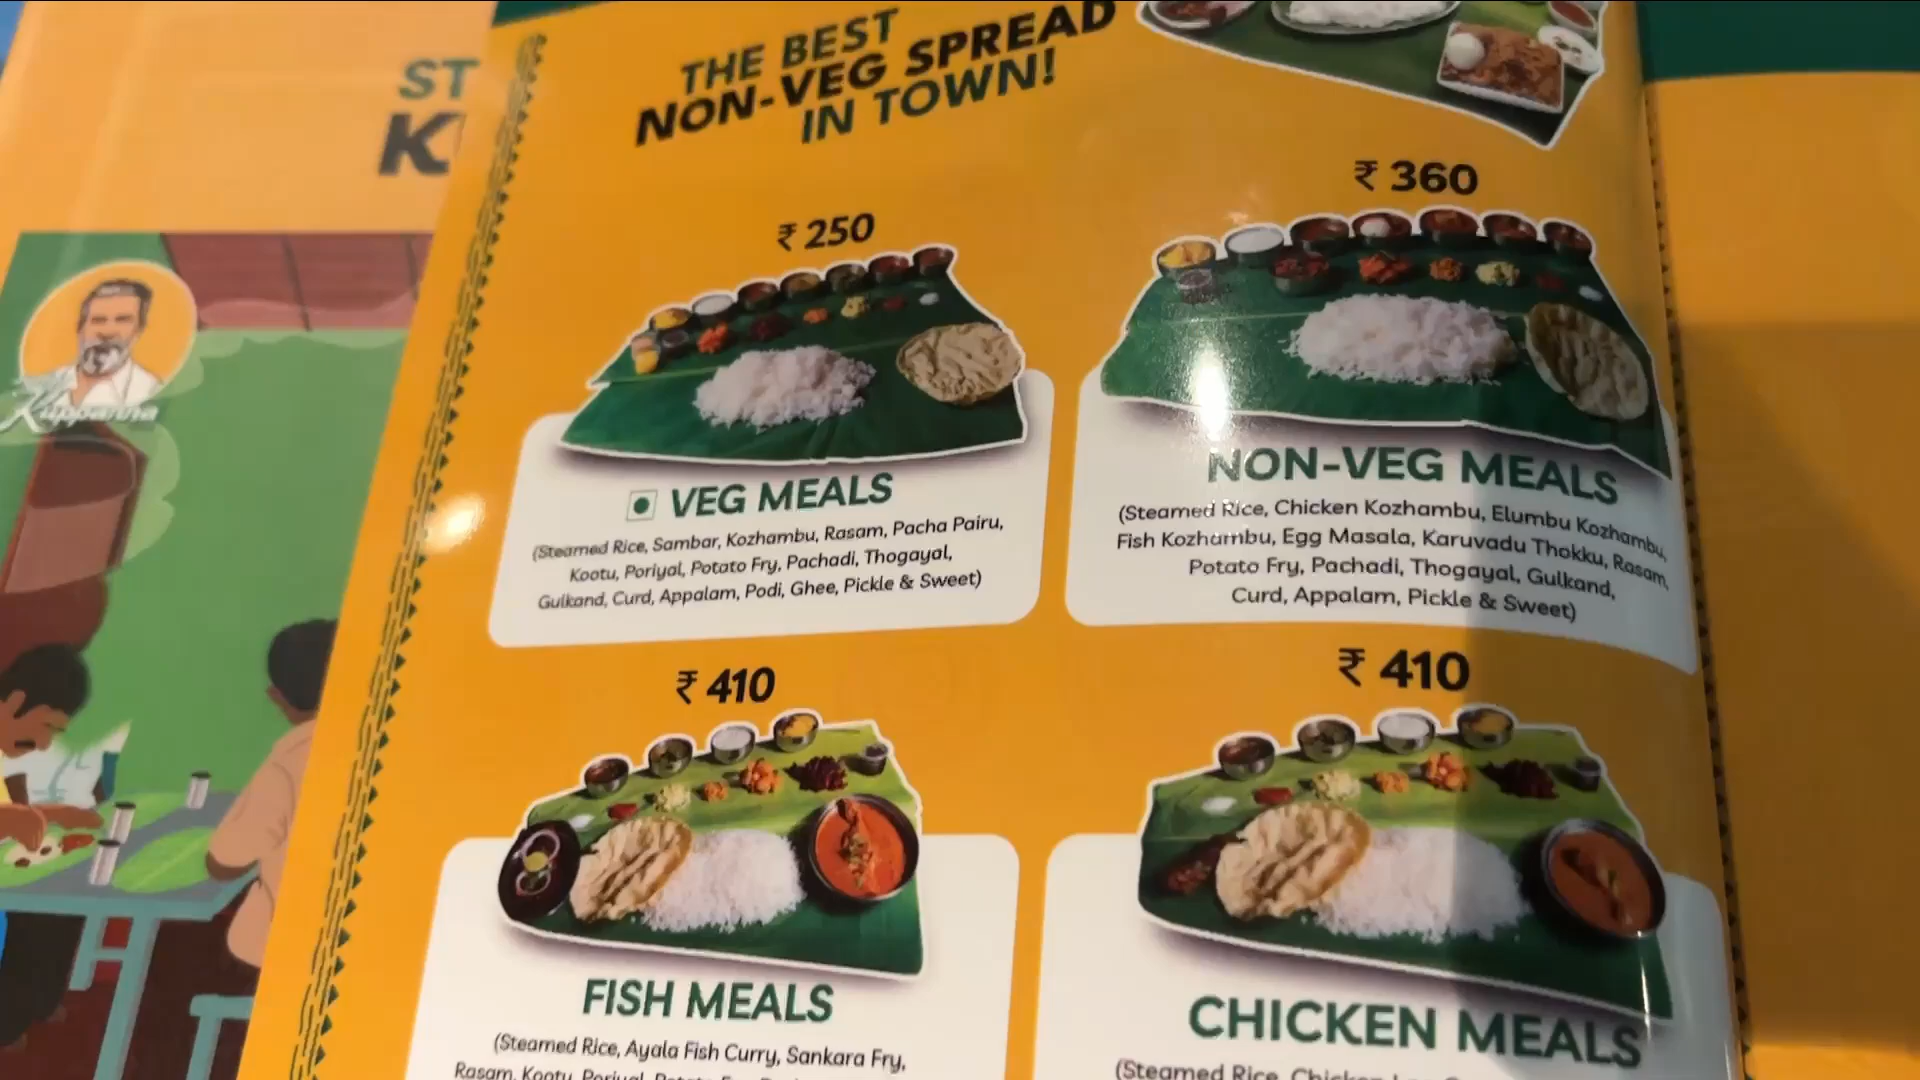 ST
THE BEST
NON-VEG SPREAD
IN TOWN!
₹ 250
₹ 360
Kuppanna
VEG MEALS
(Steamed Rice, Sambar, Kozhambu, Rasam, Pacha Pairu,
Kootu, Poriyal, Potato Fry, Pachadi, Thogayal,
Gulkand, Curd, Appalam, Podi, Ghee, Pickle & Sweet)
NON-VEG MEALS
(Steamed Rice, Chicken Kozhambu, Elumbu Kozhambu,
Fish Kozhambu, Egg Masala, Karuvadu Thokku, Rasam,
Potato Fry, Pachadi, Thogayal, Gulkand,
Curd, Appalam, Pickle & Sweet)
₹ 410
₹ 410
FISH MEALS
(Steamed Rice, Ayala Fish Curry, Sankara Fry,
Rasam, Kootu, Poriyal,
CHICKEN MEALS
(Steamed Rice, Chicken